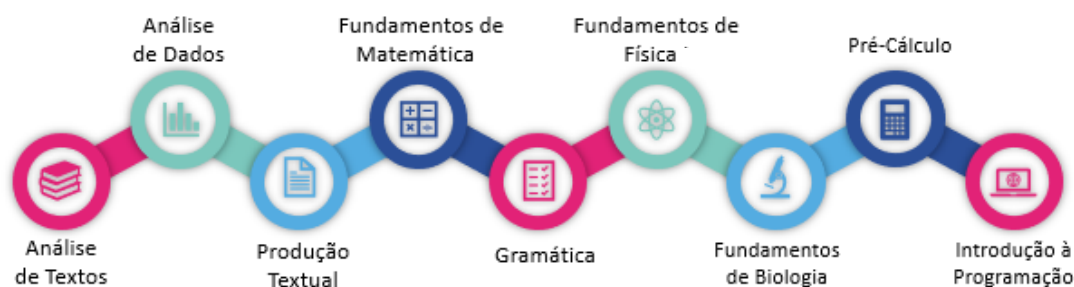 Análise
de Dados
Fundamentos de
Matemática
Fundamentos de
Física
Pré-Cálculo
Análise
de Textos
Produção
Textual
Gramática
Fundamentos
de Biologia
Introdução à
Programação